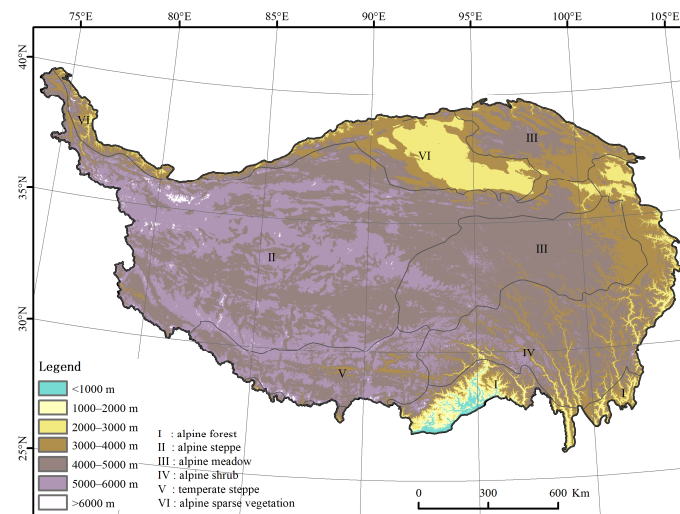 75°E 80°E 85°E 90°E 95°E 100°E 105°E
40°N
35°N
30°N
25°N
VI
VI
III
II
III
IV
V
I
I
Legend
<1000 m
1000–2000 m
2000–3000 m
3000–4000 m
4000–5000 m
5000–6000 m
>6000 m
I : alpine forest
II : alpine steppe
III : alpine meadow
IV : alpine shrub
V : temperate steppe
VI : alpine sparse vegetation
0 300 600 Km